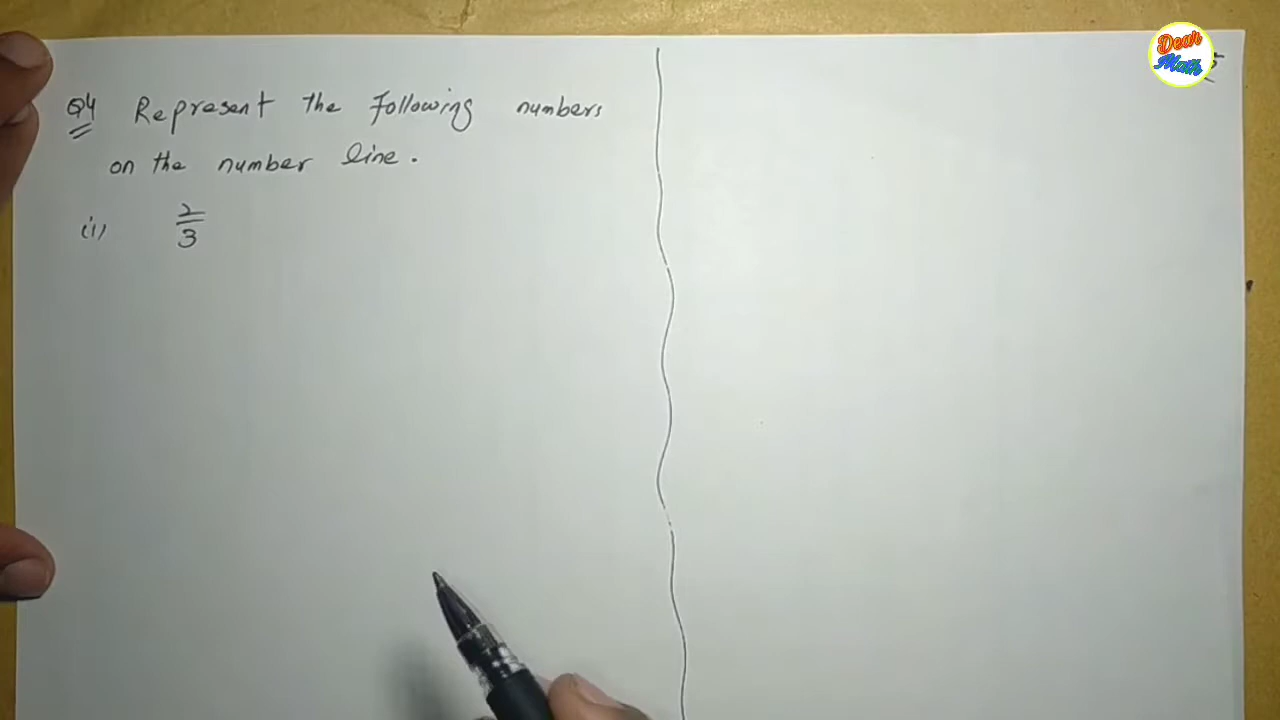 Q4 Represent the following numbers
on the number line.
(i) 2/3
Dear
Math